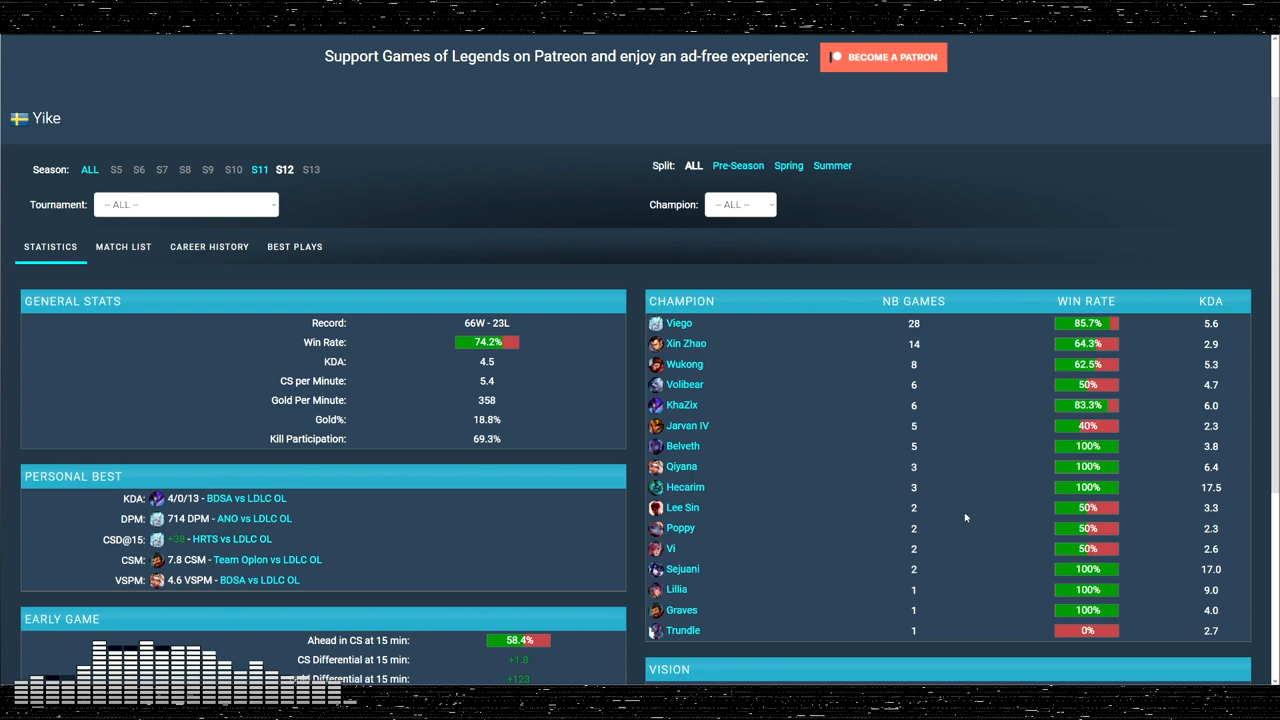 Support Games of Legends on Patreon and enjoy an ad-free experience: BECOME A PATRON
Yike
Season: ALL S5 S6 S7 S8 S9 S10 S11 S12 S13
Split: ALL Pre-Season Spring Summer
Tournament: -- ALL --
Champion: -- ALL --
STATISTICS MATCH LIST CAREER HISTORY BEST PLAYS
GENERAL STATS
Record: 66W - 23L
Win Rate: 74.2%
KDA: 4.5
CS per Minute: 5.4
Gold Per Minute: 358
Gold%: 18.8%
Kill Participation: 69.3%
PERSONAL BEST
KDA: 4/0/13 - BDSA vs LDLC OL
DPM: 714 DPM - ANO vs LDLC OL
CSD@15: +38 - HRTS vs LDLC OL
CSM: 7.8 CSM - Team Oplon vs LDLC OL
VSPM: 4.6 VSPM - BDSA vs LDLC OL
EARLY GAME
Ahead in CS at 15 min: 58.4%
CS Differential at 15 min: +1.8
Differential at 15 min: +123
CHAMPION NB GAMES WIN RATE KDA
Viego 28 85.7% 5.6
Xin Zhao 14 64.3% 2.9
Wukong 8 62.5% 5.3
Volibear 6 50% 4.7
KhaZix 6 83.3% 6.0
Jarvan IV 5 40% 2.3
Belveth 5 100% 3.8
Qiyana 3 100% 6.4
Hecarim 3 100% 17.5
Lee Sin 2 50% 3.3
Poppy 2 50% 2.3
Vi 2 50% 2.6
Sejuani 2 100% 17.0
Lillia 1 100% 9.0
Graves 1 100% 4.0
Trundle 1 0% 2.7
VISION